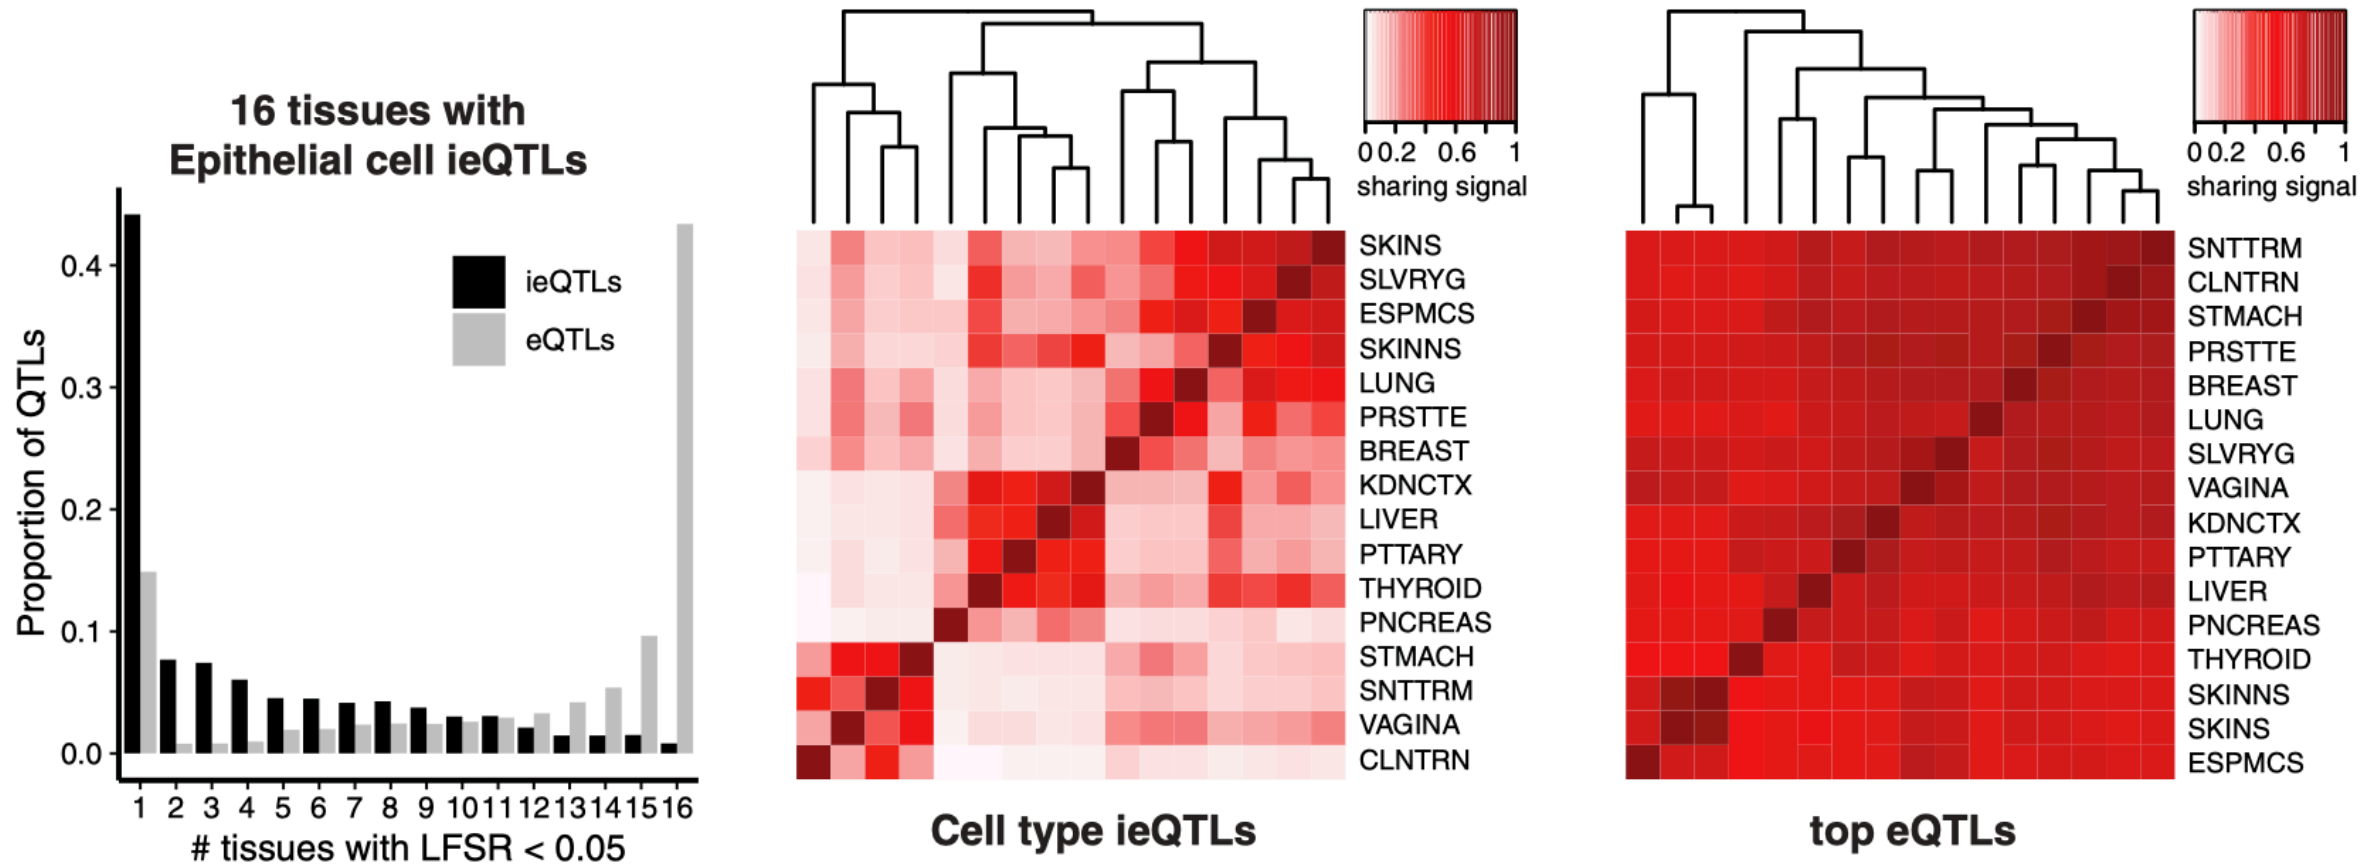 16 tissues with
Epithelial cell ieQTLs
Proportion of QTLs
0.4
0.3
0.2
0.1
0.0
ieQTLs
eQTLs
1 2 3 4 5 6 7 8 9 10 11 12 13 14 15 16
# tissues with LFSR < 0.05
0 0.2 0.6 1
sharing signal
SKINS
SLVRYG
ESPMCS
SKINNS
LUNG
PRSTTE
BREAST
KDNCTX
LIVER
PTTARY
THYROID
PNCREAS
STMACH
SNTTRM
VAGINA
CLNTRN
Cell type ieQTLs
0 0.2 0.6 1
sharing signal
SNTTRM
CLNTRN
STMACH
PRSTTE
BREAST
LUNG
SLVRYG
VAGINA
KDNCTX
PTTARY
LIVER
PNCREAS
THYROID
SKINNS
SKINS
ESPMCS
top eQTLs